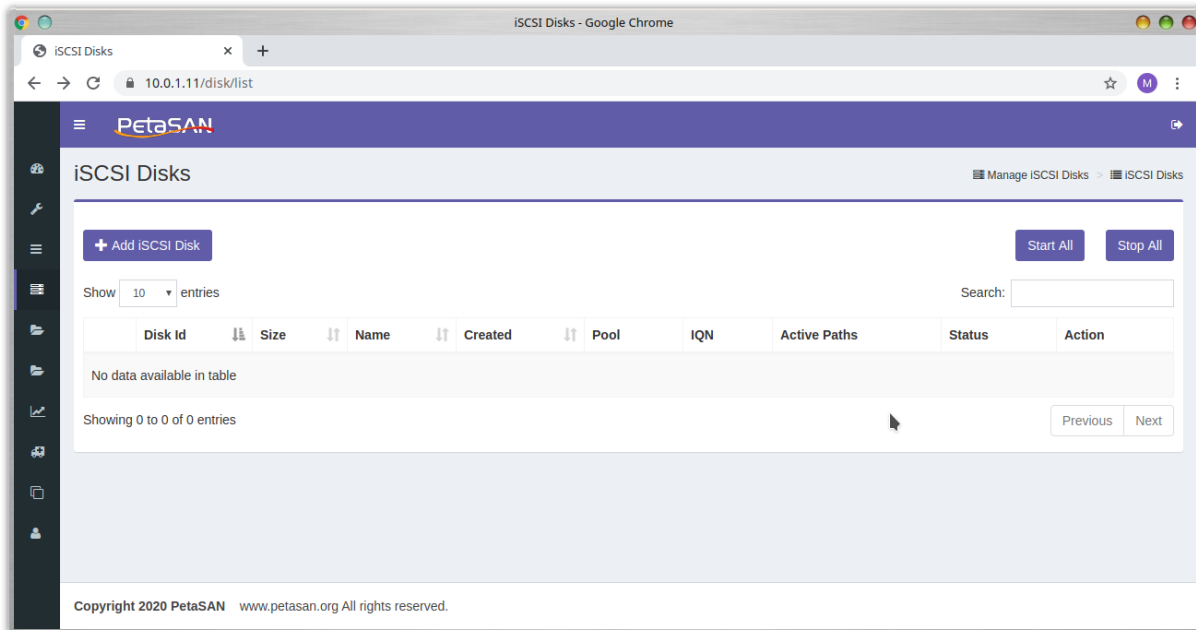 iSCSI Disks - Google Chrome
iSCSI Disks
10.0.1.11/disk/list
M
PetaSAN
iSCSI Disks
Manage iSCSI Disks > iSCSI Disks
Add iSCSI Disk
Start All
Stop All
Show 10 entries
Search:
Disk Id Size Name Created Pool IQN Active Paths Status Action
No data available in table
Showing 0 to 0 of 0 entries
Previous Next
Copyright 2020 PetaSAN www.petasan.org All rights reserved.